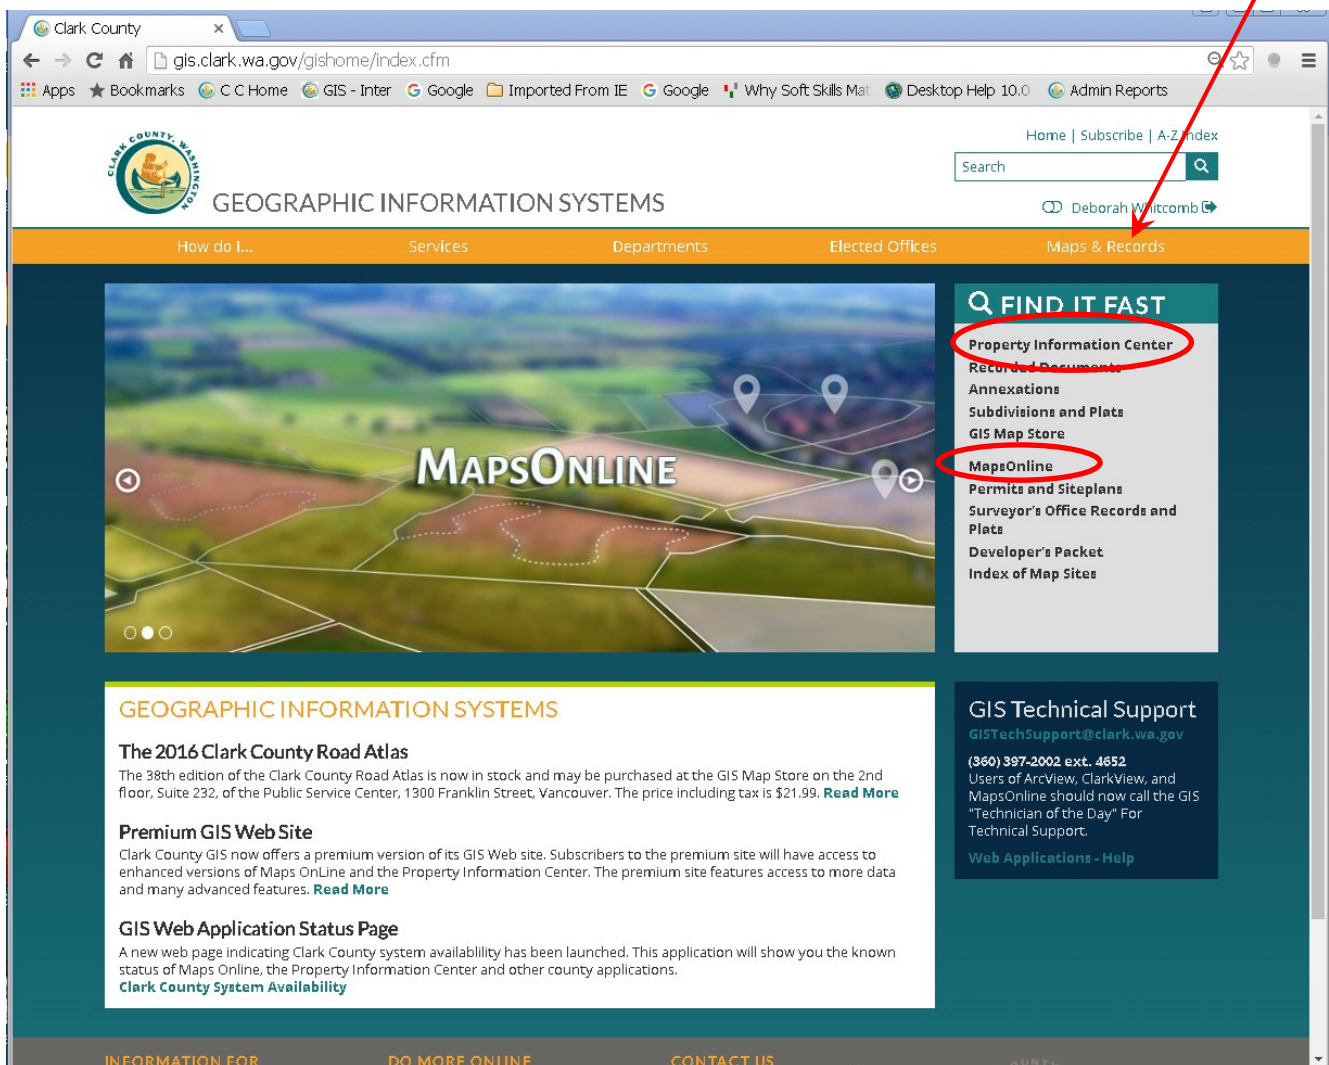 Clark County
gis.clark.wa.gov/gishome/index.cfm
Apps Bookmarks C C Home GIS - Inter Google Imported From IE Google Why Soft Skills Mat Desktop Help 10.0 Admin Reports
CLARK COUNTY, WASHINGTON
GEOGRAPHIC INFORMATION SYSTEMS
Home | Subscribe | A-Z Index
Search
Deborah Whitcomb
How do I... Services Departments Elected Offices Maps & Records
MAPSONLINE
FIND IT FAST
Property Information Center
Recorded Documents
Annexations
Subdivisions and Plats
GIS Map Store
MapsOnline
Permits and Siteplans
Surveyor's Office Records and
Plats
Developer's Packet
Index of Map Sites
GEOGRAPHIC INFORMATION SYSTEMS
The 2016 Clark County Road Atlas
The 38th edition of the Clark County Road Atlas is now in stock and may be purchased at the GIS Map Store on the 2nd
floor, Suite 232, of the Public Service Center, 1300 Franklin Street, Vancouver. The price including tax is $21.99. Read More
Premium GIS Web Site
Clark County GIS now offers a premium version of its GIS Web site. Subscribers to the premium site will have access to
enhanced versions of Maps OnLine and the Property Information Center. The premium site features access to more data
and many advanced features. Read More
GIS Web Application Status Page
A new web page indicating Clark County system availablility has been launched. This application will show you the known
status of Maps Online, the Property Information Center and other county applications.
Clark County System Availability
GIS Technical Support
GISTechSupport@clark.wa.gov
(360) 397-2002 ext. 4652
Users of ArcView, ClarkView, and
MapsOnline should now call the GIS
"Technician of the Day" For
Technical Support.
Web Applications - Help
INFORMATION FOR DO MORE ONLINE CONTACT US